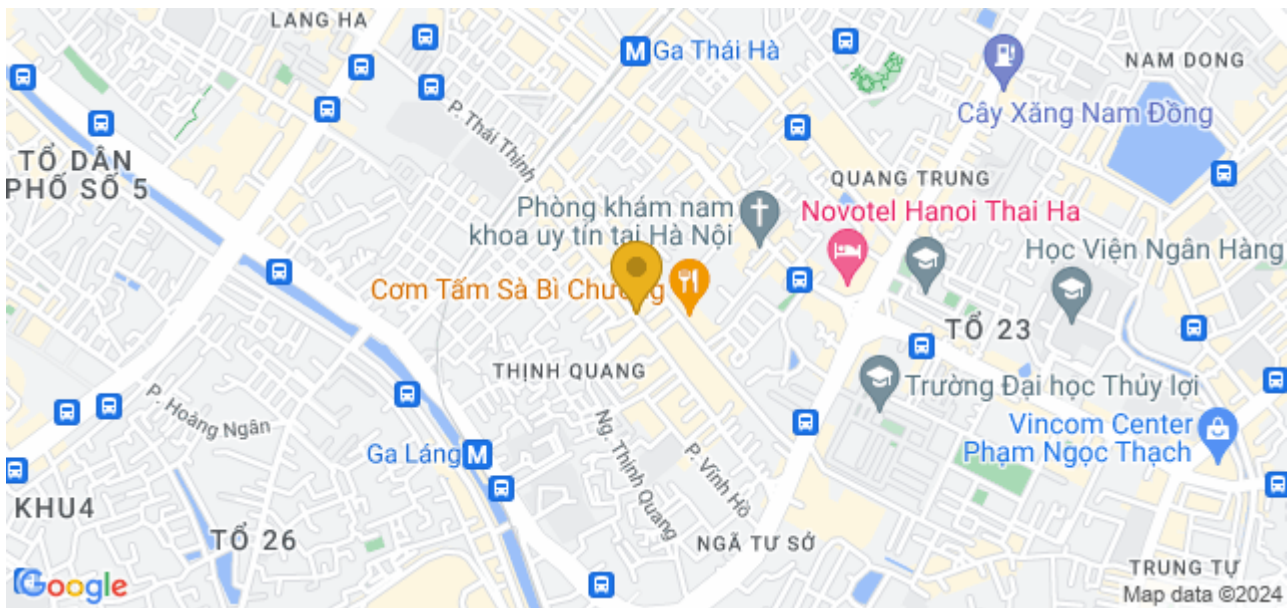 LANG HA
Ga Thái Hà
NAM DONG
Cây Xăng Nam Đồng
P. Thái Thịnh
TỔ DÂN
PHỐ SỐ 5
QUANG TRUNG
Phòng khám nam
khoa uy tín tại Hà Nội
Novotel Hanoi Thai Ha
Học Viện Ngân Hàng
Cơm Tấm Sà Bì Chưởng
TỔ 23
THỊNH QUANG
Trường Đại học Thủy lợi
P. Hoàng Ngân
Vincom Center
Phạm Ngọc Thạch
Ga Láng
Ng. Thịnh Quang
P. Vĩnh Hồ
KHU4
TỔ 26
NGÃ TƯ SỞ
TRUNG TỰ
Google
Map data ©2024